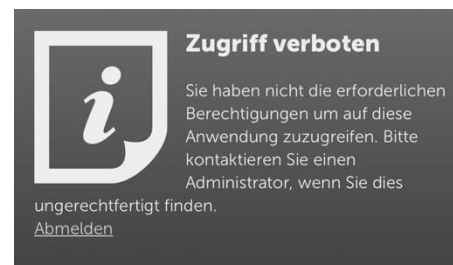 Zugriff verboten
Sie haben nicht die erforderlichen
Berechtigungen um auf diese
Anwendung zuzugreifen. Bitte
kontaktieren Sie einen
Administrator, wenn Sie dies
ungerechtfertigt finden.
Abmelden